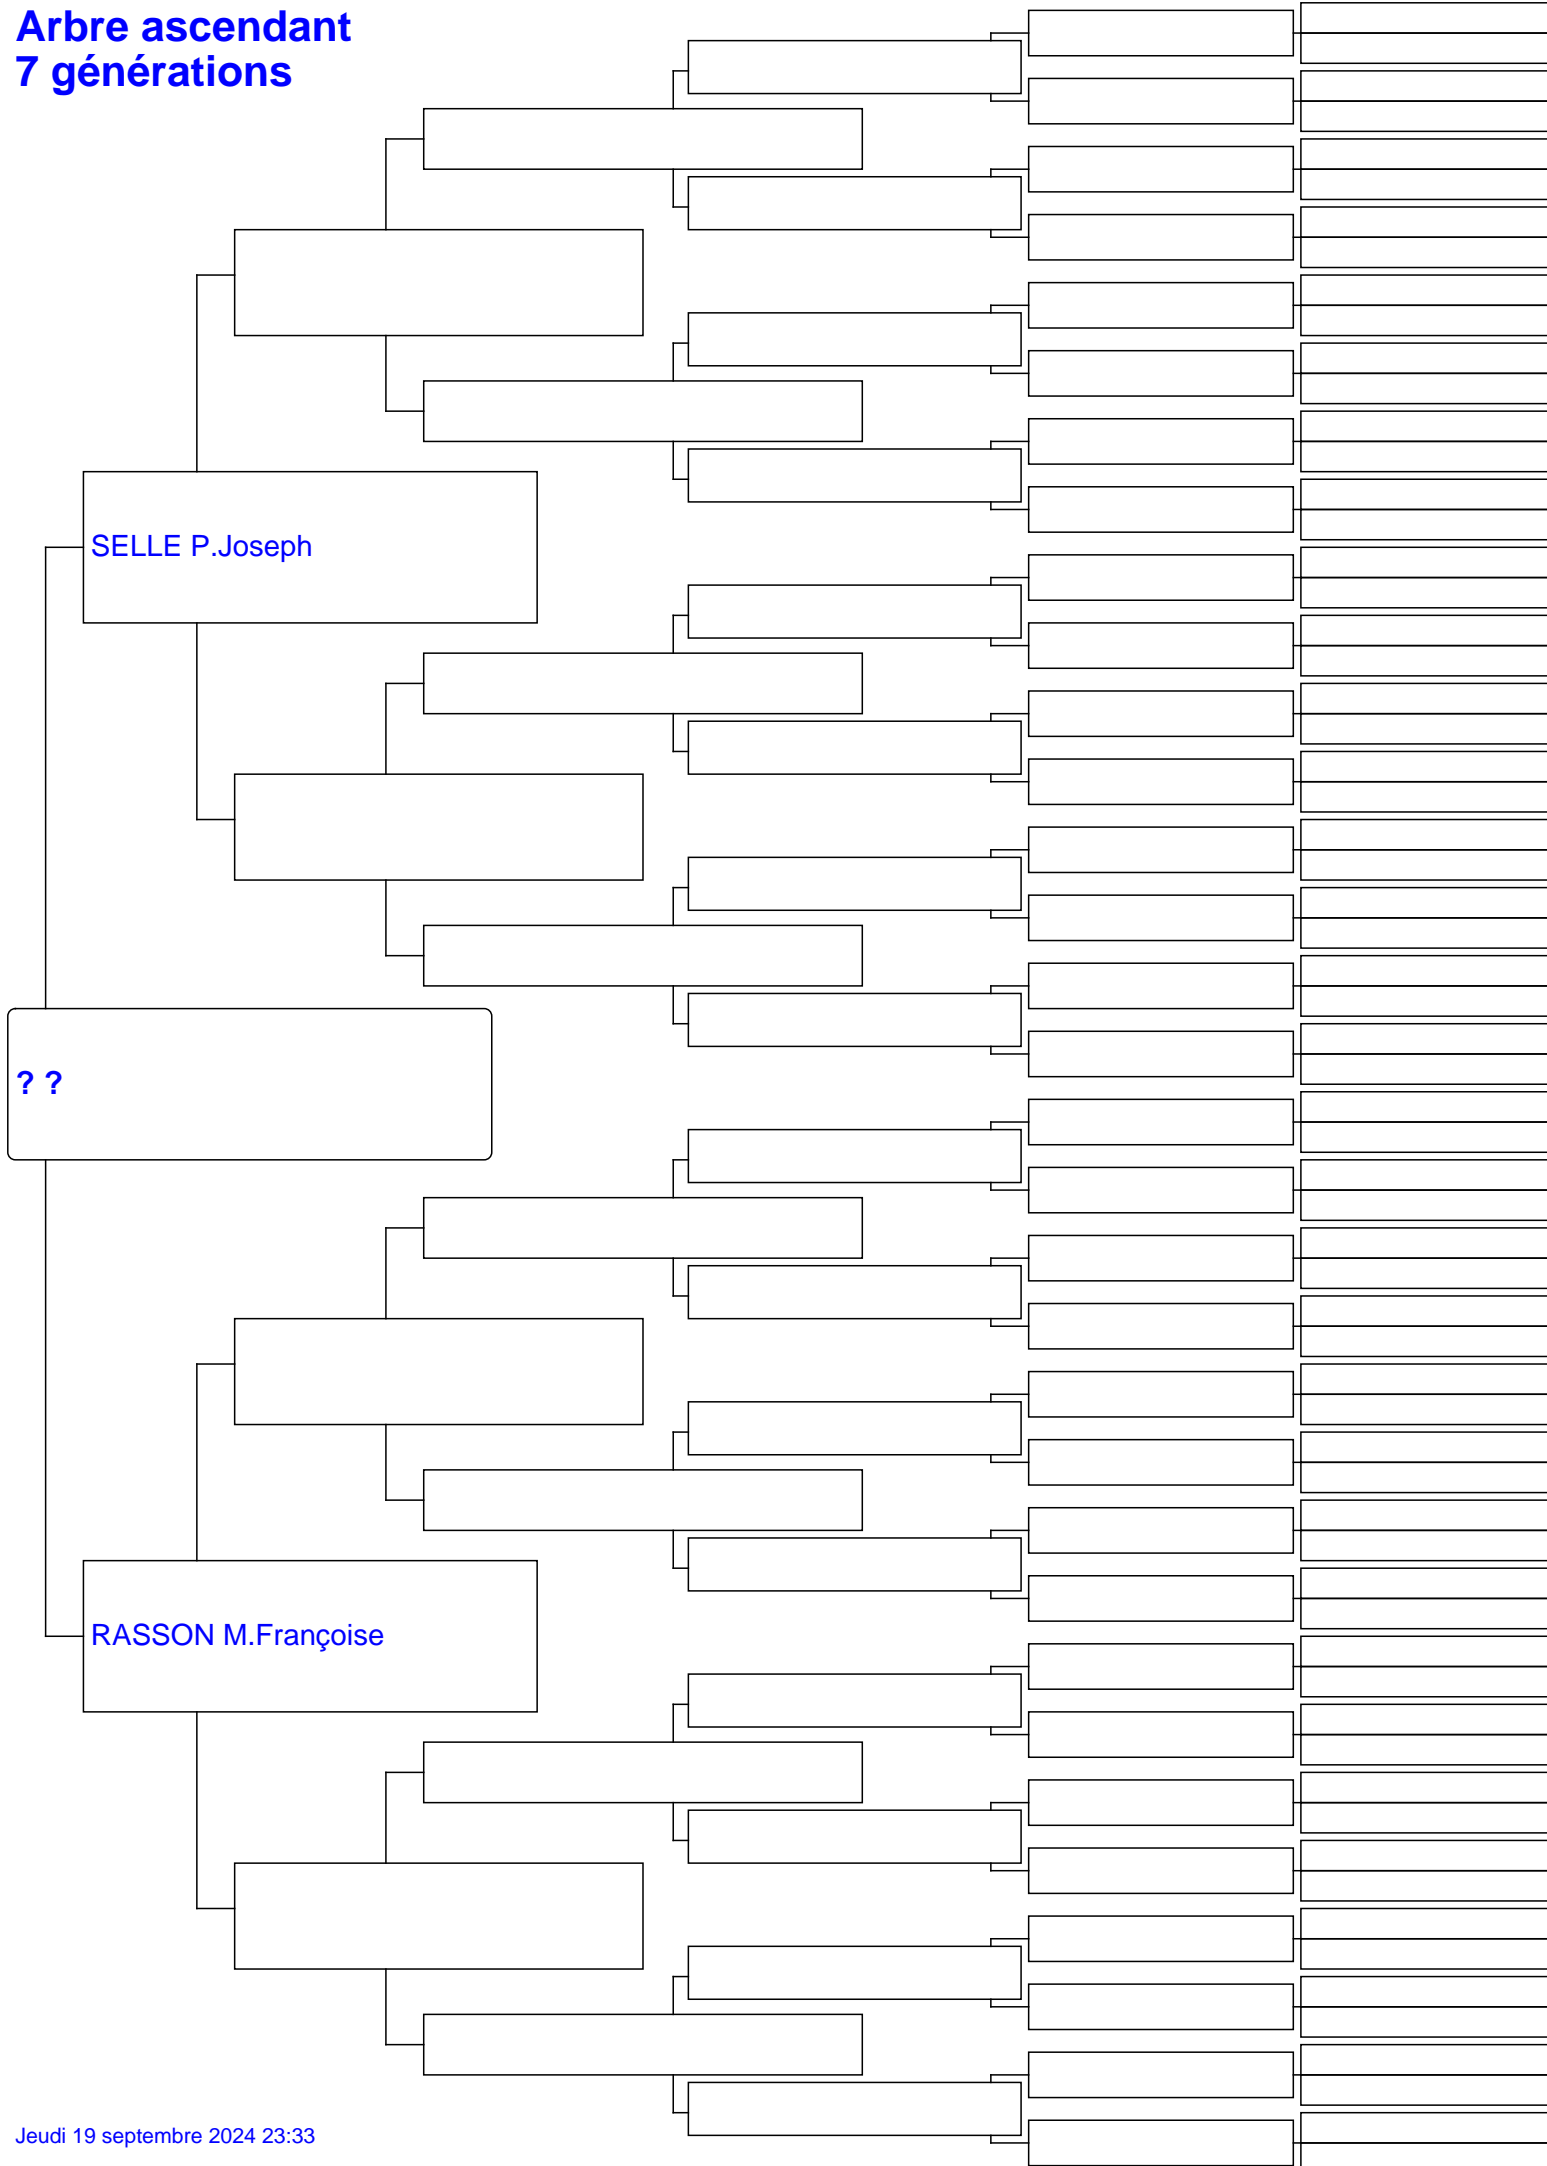 Arbre ascendant
7 générations
SELLE P.Joseph
? ?
RASSON M.Françoise
Jeudi 19 septembre 2024 23:33